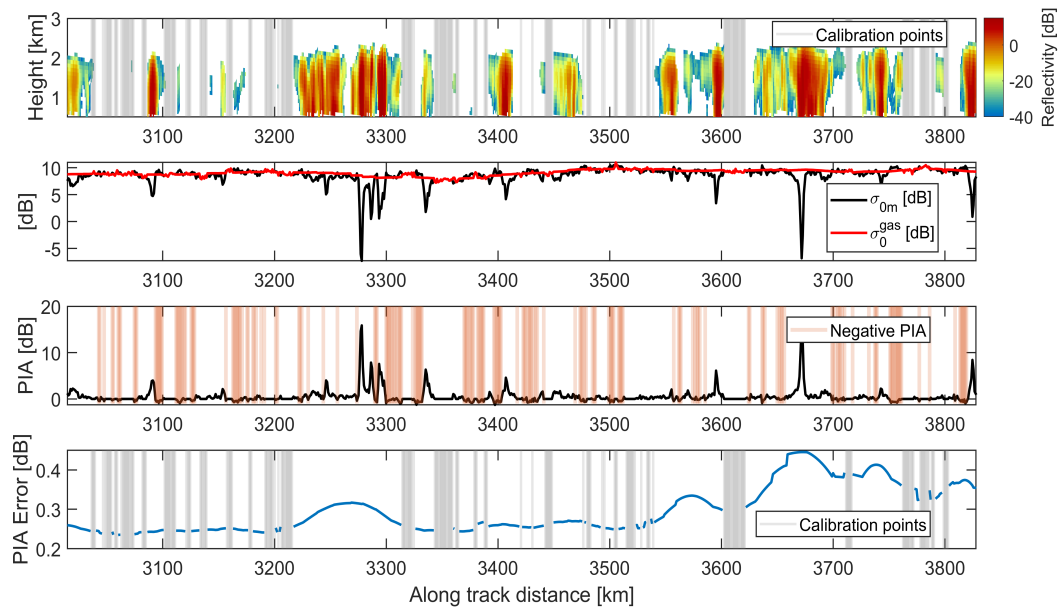 3
2
1
Height [km]
Calibration points
0
-20
-40
Reflectivity [dB]
3100 3200 3300 3400 3500 3600 3700 3800
10
5
0
-5
[dB]
σ0m [dB]
σ0gas [dB]
3100 3200 3300 3400 3500 3600 3700 3800
20
10
0
PIA [dB]
Negative PIA
3100 3200 3300 3400 3500 3600 3700 3800
0.4
0.3
0.2
PIA Error [dB]
Calibration points
3100 3200 3300 3400 3500 3600 3700 3800
Along track distance [km]